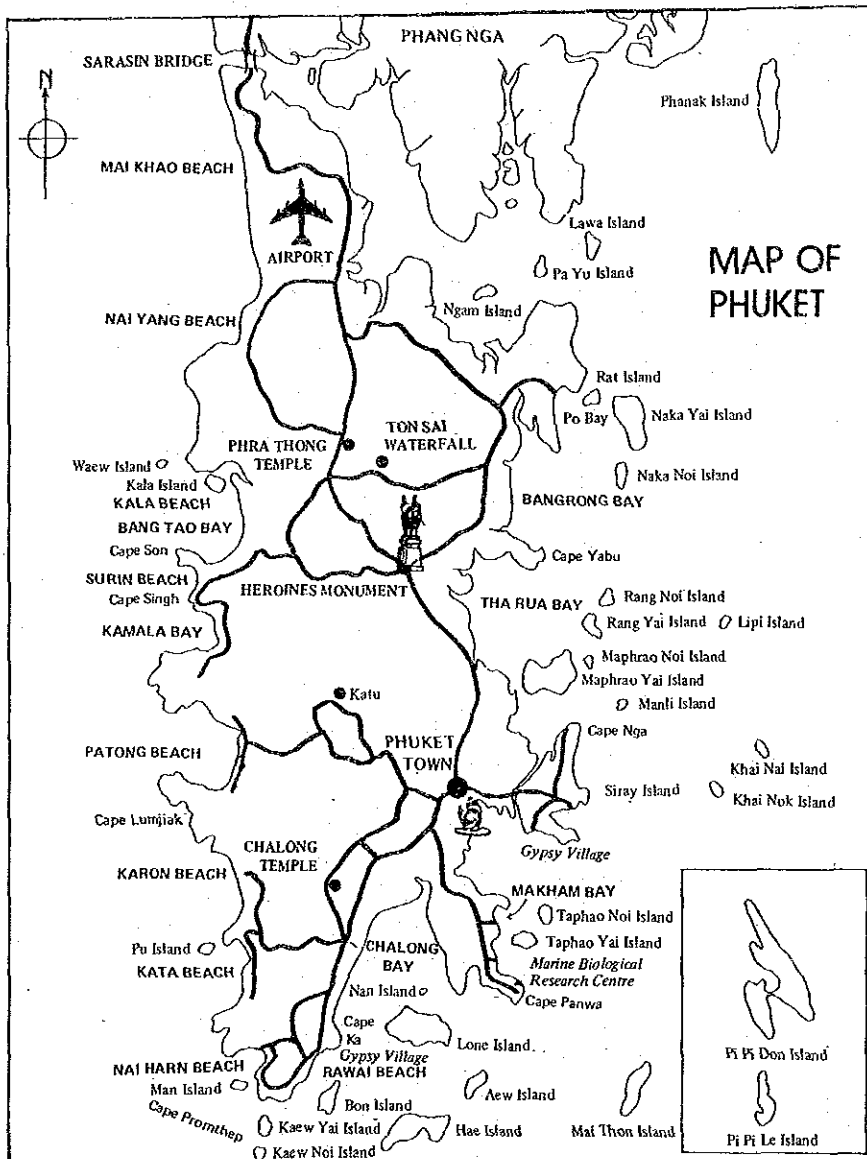 PHANG NGA
SARASIN BRIDGE
N
Phanak Island
MAI KHAO BEACH
Lawa Island
AIRPORT
Pa Yu Island
MAP OF
PHUKET
Ngam Island
NAI YANG BEACH
Rat Island
Po Bay
Naka Yai Island
TON SAI
WATERFALL
PHRA THONG
TEMPLE
Waew Island
Kala Island
Naka Noi Island
KALA BEACH
BANGRONG BAY
BANG TAO BAY
Cape Son
Cape Yabu
SURIN BEACH
HEROINES MONUMENT
Cape Singh
THA RUA BAY
Rang Noi Island
KAMALA BAY
Rang Yai Island
Lipi Island
Maphrao Noi Island
Maphrao Yai Island
Katu
Manli Island
Cape Nga
PHUKET
TOWN
PATONG BEACH
Khai Nai Island
Siray Island
Khai Nok Island
Cape Lumjiak
CHALONG
TEMPLE
Gypsy Village
KARON BEACH
MAKHAM BAY
Taphao Noi Island
Pu Island
CHALONG
BAY
Taphao Yai Island
KATA BEACH
Marine Biological
Research Centre
Nan Island
Cape Panwa
Cape
Ka
Lone Island
Gypsy Village
NAI HARN BEACH
RAWAI BEACH
Pi Pi Don Island
Man Island
Aew Island
Cape Promthep
Bon Island
Kaew Yai Island
Hae Island
Mai Thon Island
Pi Pi Le Island
Kaew Noi Island